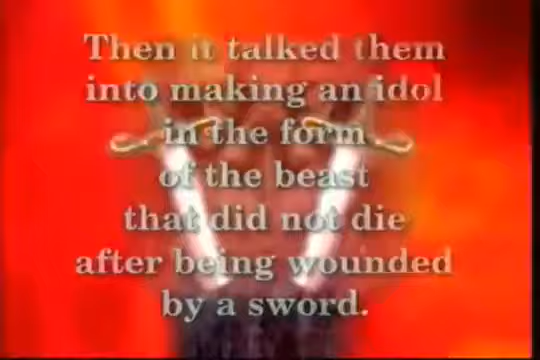 Then it talked them
into making an idol
in the form
of the beast
that did not die
after being wounded
by a sword.